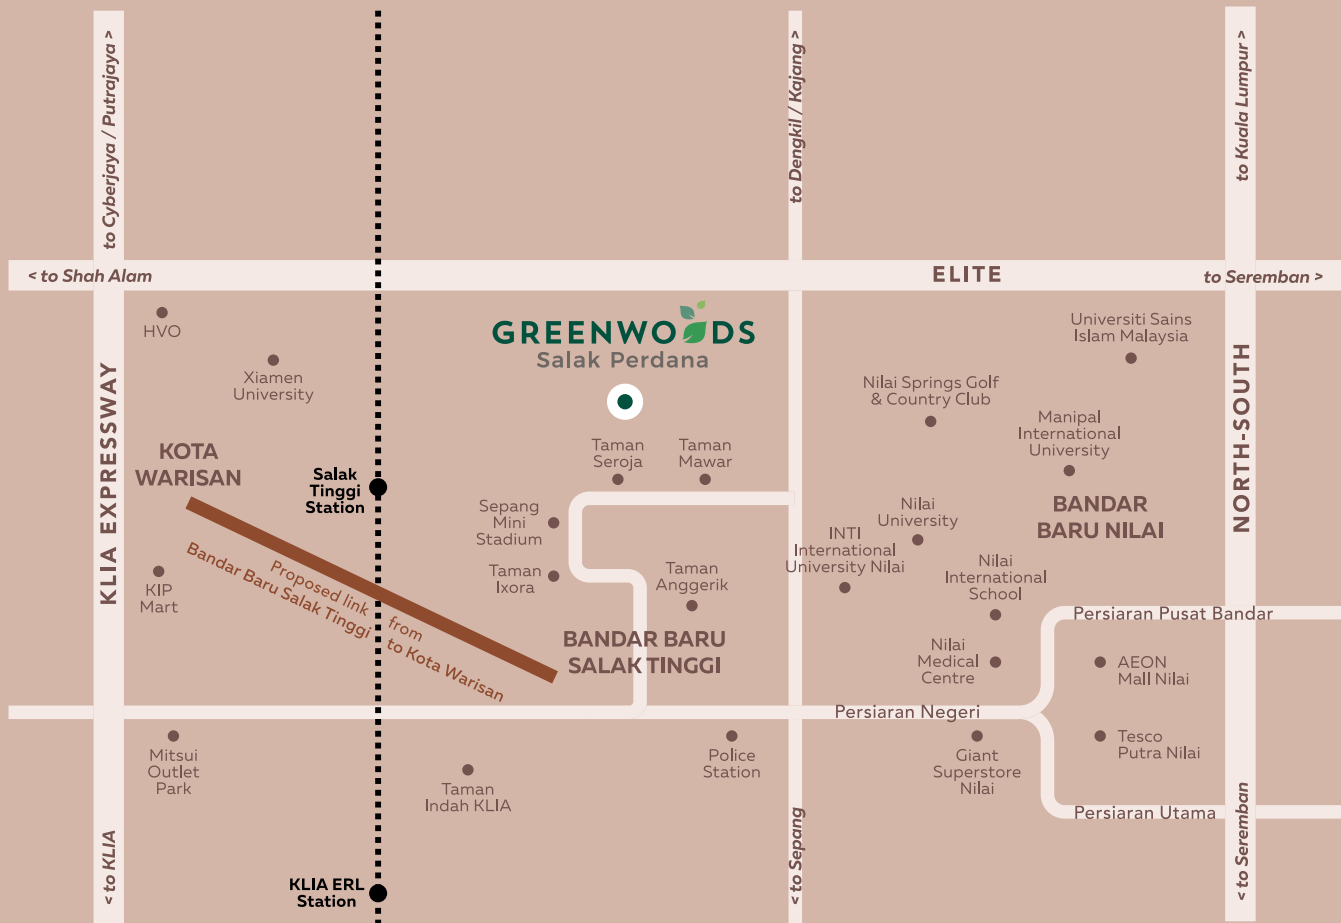 to Cyberjaya / Putrajaya >
to Dengkil / Kajang >
to Kuala Lumpur >
< to Shah Alam
ELITE
to Seremban >
HVO
Xiamen
University
KLIA EXPRESSWAY
KOTA
WARISAN
GREENWOODS
Salak Perdana
Universiti Sains
Islam Malaysia
Nilai Springs Golf
& Country Club
Manipal
International
University
NORTH-SOUTH
Salak
Tinggi
Station
Taman
Seroja
Taman
Mawar
Sepang
Mini
Stadium
Taman
Ixora
Taman
Anggerik
Nilai
University
INTI
International
University Nilai
BANDAR
BARU NILAI
Nilai
International
School
KIP
Mart
Proposed link from
Bandar Baru Salak Tinggi to Kota Warisan
BANDAR BARU
SALAK TINGGI
Persiaran Pusat Bandar
Nilai
Medical
Centre
AEON
Mall Nilai
Persiaran Negeri
Mitsui
Outlet
Park
Taman
Indah KLIA
Police
Station
Giant
Superstore
Nilai
Tesco
Putra Nilai
Persiaran Utama
< to KLIA
KLIA ERL
Station
< to Sepang
< to Seremban